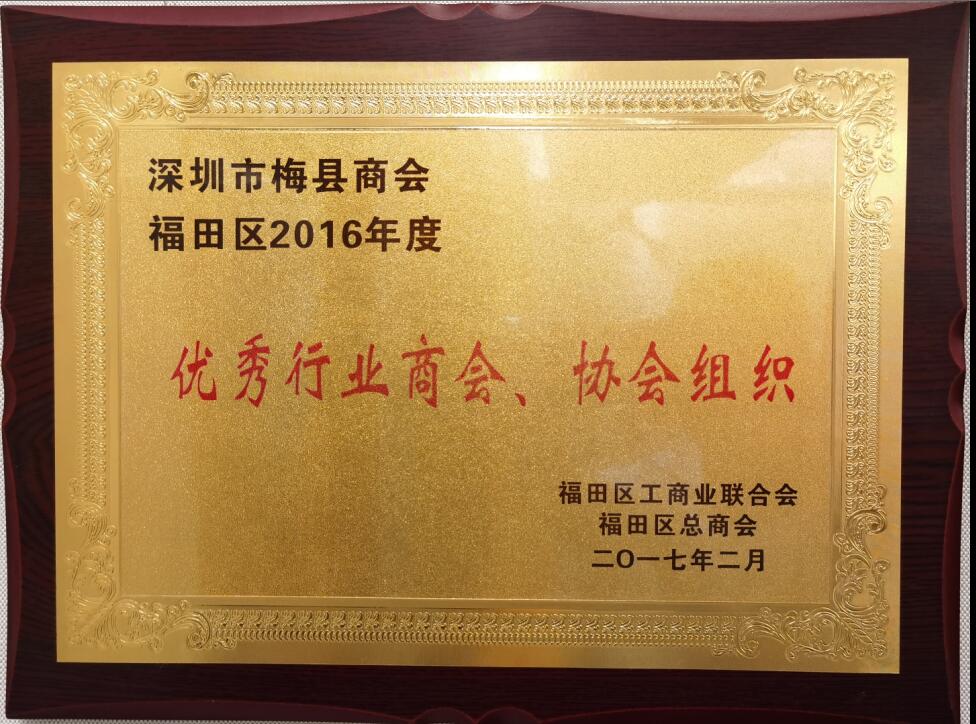 深圳市梅县商会
福田区2016年度
优秀行业商会、协会组织
福田区工商业联合会
福田区总商会
二〇一七年二月